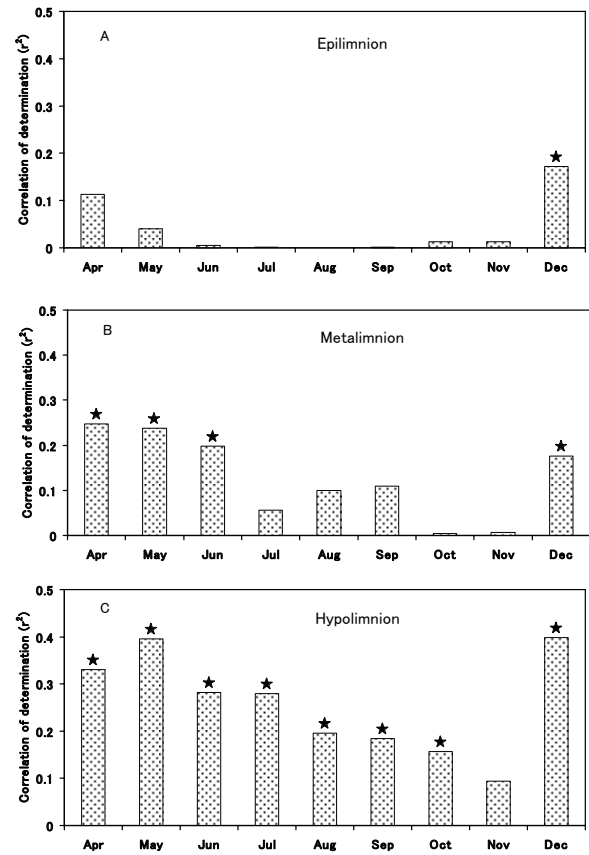 A
Epilimnion
Correlation of determination (r²)
0.5
0.4
0.3
0.2
0.1
0
Apr May Jun Jul Aug Sep Oct Nov Dec
B
Metalimnion
Correlation of determination (r²)
0.5
0.4
0.3
0.2
0.1
0
Apr May Jun Jul Aug Sep Oct Nov Dec
C
Hypolimnion
Correlation of determination (r²)
0.5
0.4
0.3
0.2
0.1
0
Apr May Jun Jul Aug Sep Oct Nov Dec